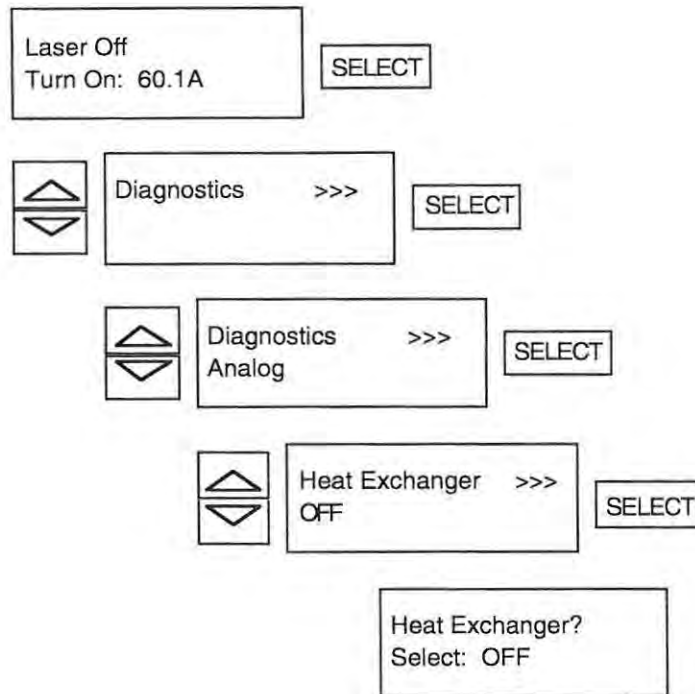 Laser Off
Turn On: 60.1A
SELECT
Diagnostics >>>
SELECT
Diagnostics >>>
Analog
SELECT
Heat Exchanger >>>
OFF
SELECT
Heat Exchanger?
Select: OFF